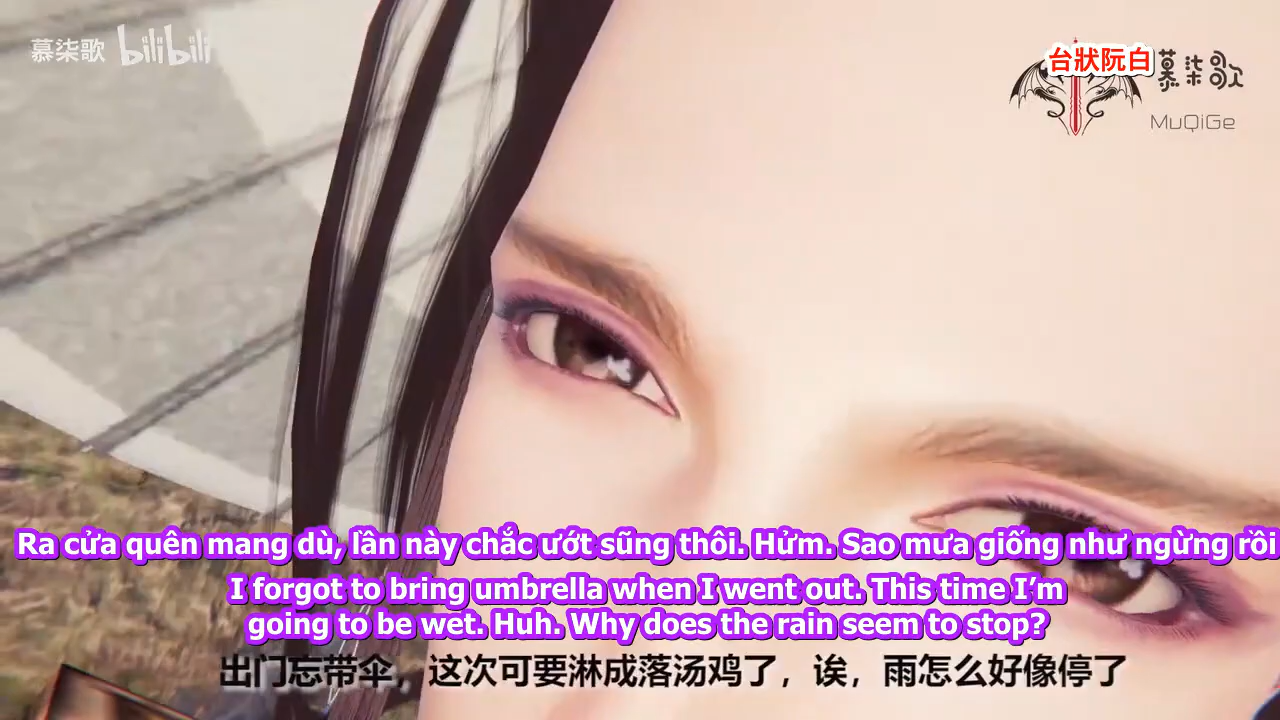 慕柒歌 bilibili
台狀阮白
慕柒歌
MuQiGe
Ra cửa quên mang dù, lần này chắc ướt sũng thôi. Hửm. Sao mưa giống như ngừng rồi
I forgot to bring umbrella when I went out. This time I’m
going to be wet. Huh. Why does the rain seem to stop?
出门忘带伞，这次可要淋成落汤鸡了，诶，雨怎么好像停了